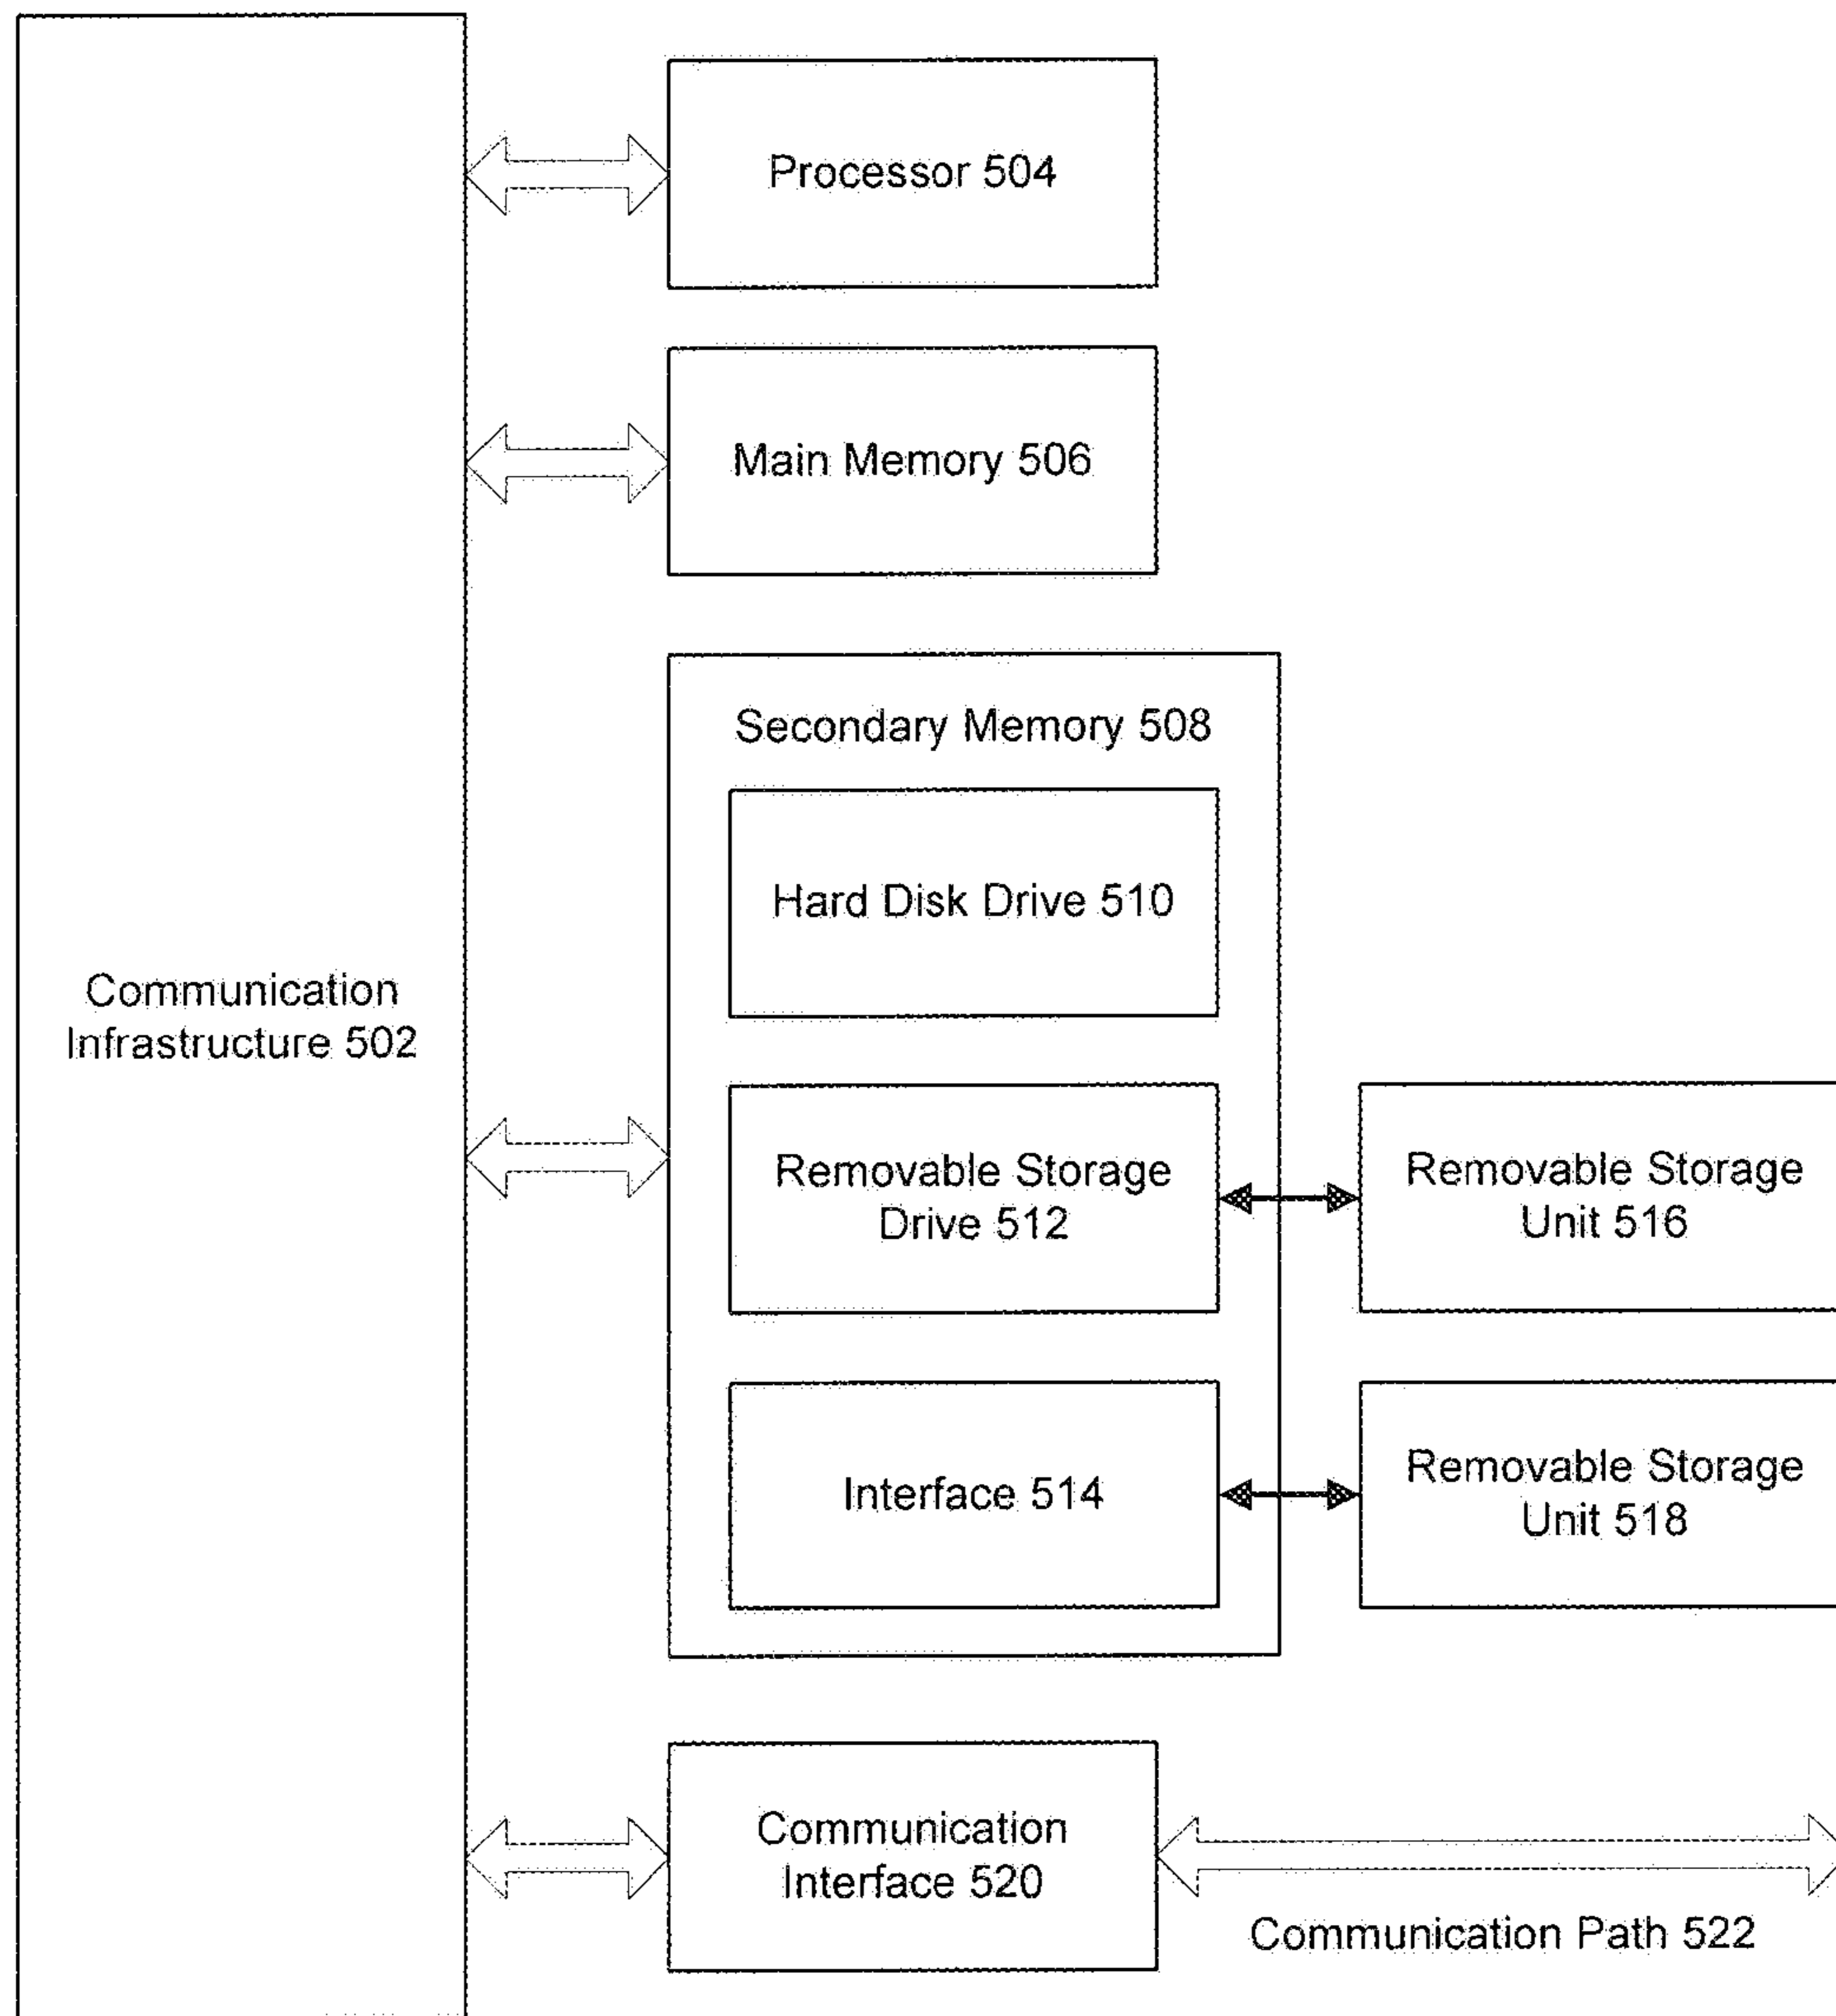 Processor 504
Main Memory 506
Secondary Memory 508
Hard Disk Drive 510
Communication
Infrastructure 502
Removable Storage
Drive 512
Removable Storage
Unit 516
Interface 514
Removable Storage
Unit 518
Communication
Interface 520
Communication Path 522